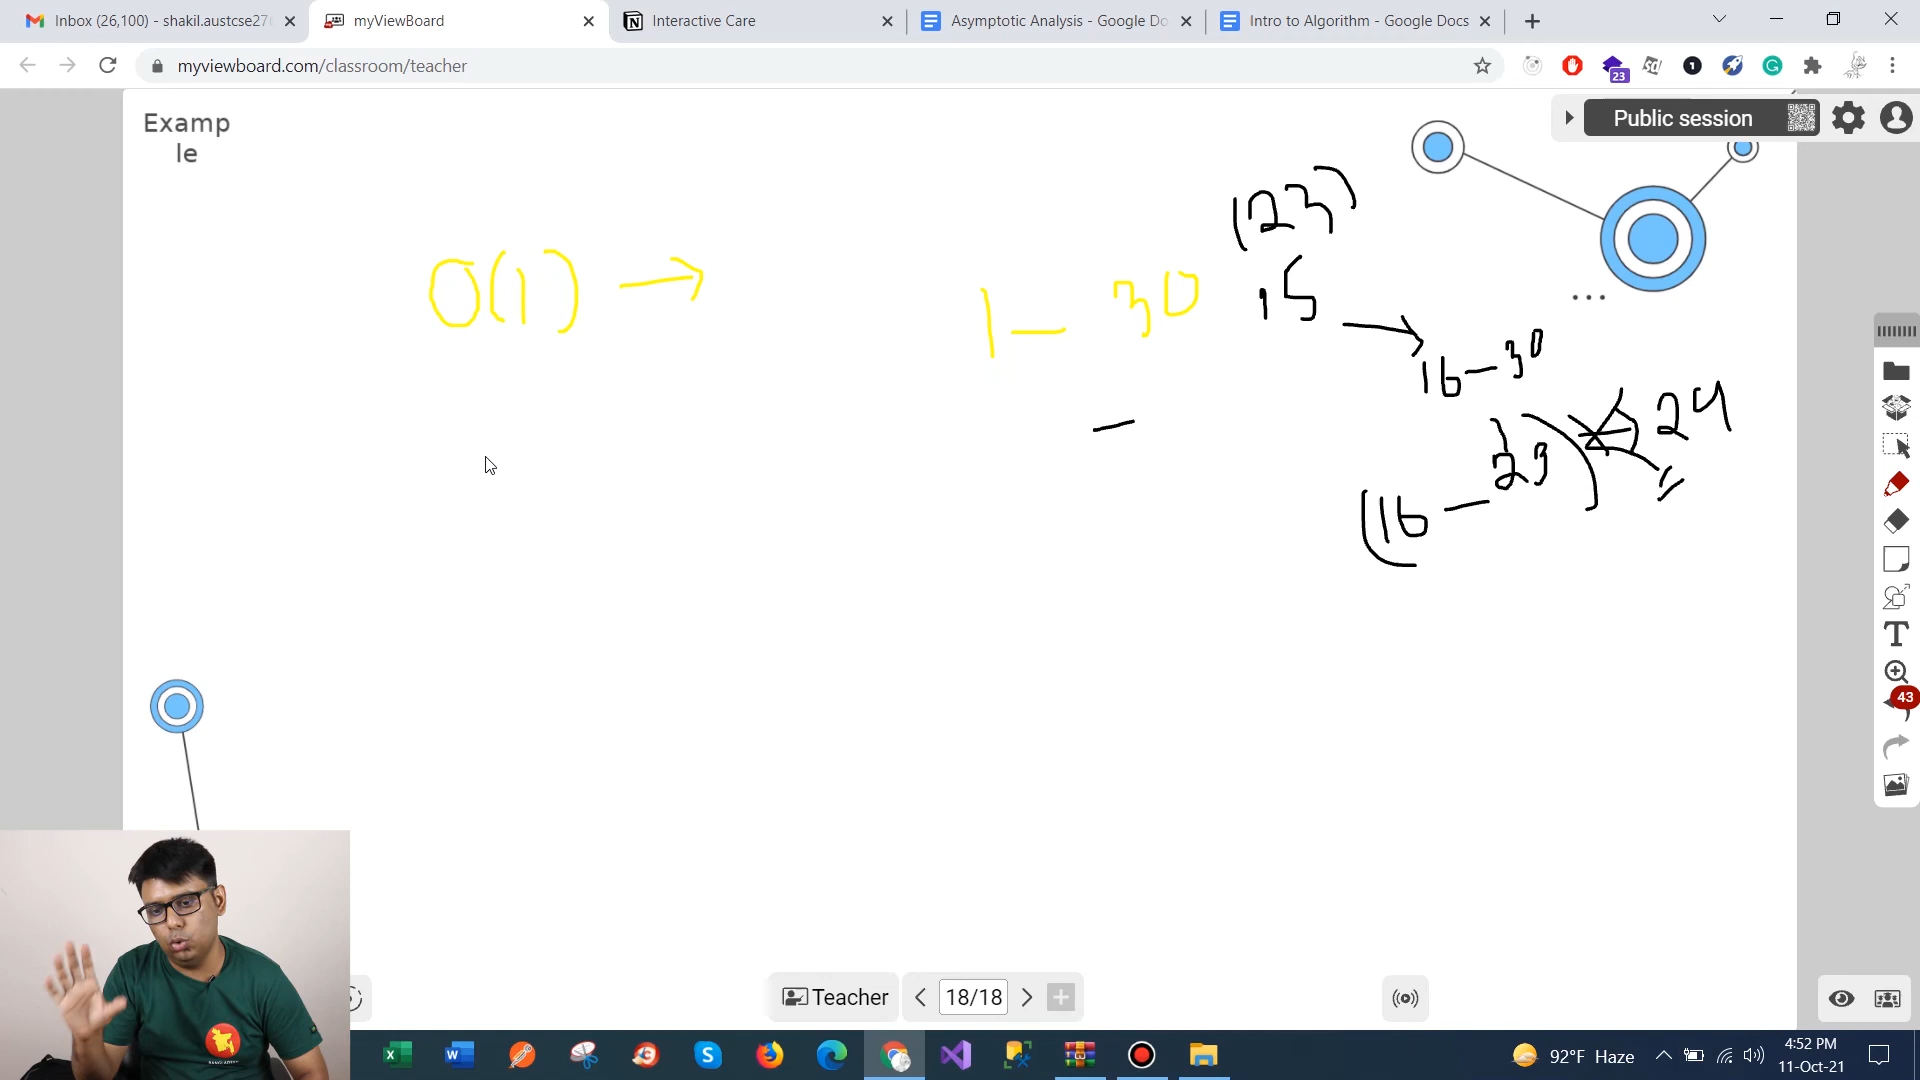 Inbox (26,100) - shakil.austcse27
myViewBoard
Interactive Care
Asymptotic Analysis - Google Do
Intro to Algorithm - Google Docs
myviewboard.com/classroom/teacher
23
Public session
Examp
le
(23)
O(1) →
1 - 30
15
→
16 - 30
...
24
(16 - 23)
43
Teacher
18/18
92°F Haze
4:52 PM
11-Oct-21